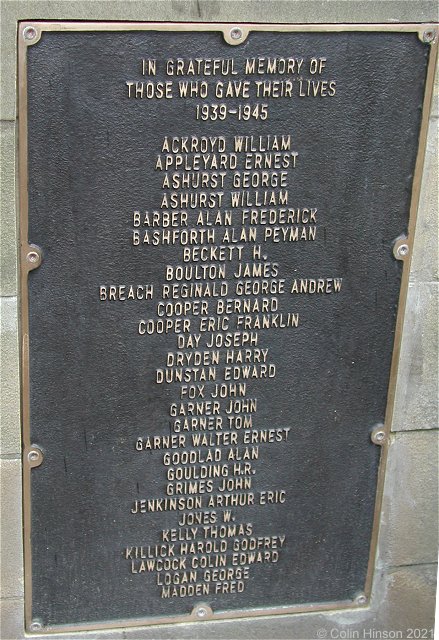 IN GRATEFUL MEMORY OF
THOSE WHO GAVE THEIR LIVES
1939-1945
ACKROYD WILLIAM
APPLEYARD ERNEST
ASHURST GEORGE
ASHURST WILLIAM
BARBER ALAN FREDERICK
BASHFORTH ALAN PEYMAN
BECKETT H.
BOULTON JAMES
BREACH REGINALD GEORGE ANDREW
COOPER BERNARD
COOPER ERIC FRANKLIN
DAY JOSEPH
DRYDEN HARRY
DUNSTAN EDWARD
FOX JOHN
GARNER JOHN
GARNER TOM
GARNER WALTER ERNEST
GOODLAD ALAN
GOULDING H.R.
GRIMES JOHN
JENKINSON ARTHUR ERIC
JONES W.
KELLY THOMAS
KILLICK HAROLD GODFREY
LAWCOCK COLIN EDWARD
LOGAN GEORGE
MADDEN FRED
© Colin Hinson 2021